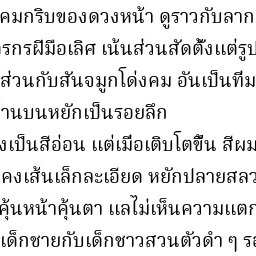 คมกริบของดวงหน้า ดูราวกับลาก
รกรฝีมือเลิศ เน้นส่วนสัดตั้งแต่รูป
ส่วนกับสันจมูกโด่งคม อันเป็นทีม
านบนหยักเป็นรอยลึก
งเป็นสีอ่อน แต่เมือเติบโตขึ้น สีผม
คงเส้นเล็กละเอียด หยักปลายสลว
คุ้นหน้าคุ้นตา แลไม่เห็นความแตก
เด็กชายกับเด็กชาวสวนตัวดำ ๆ รอ